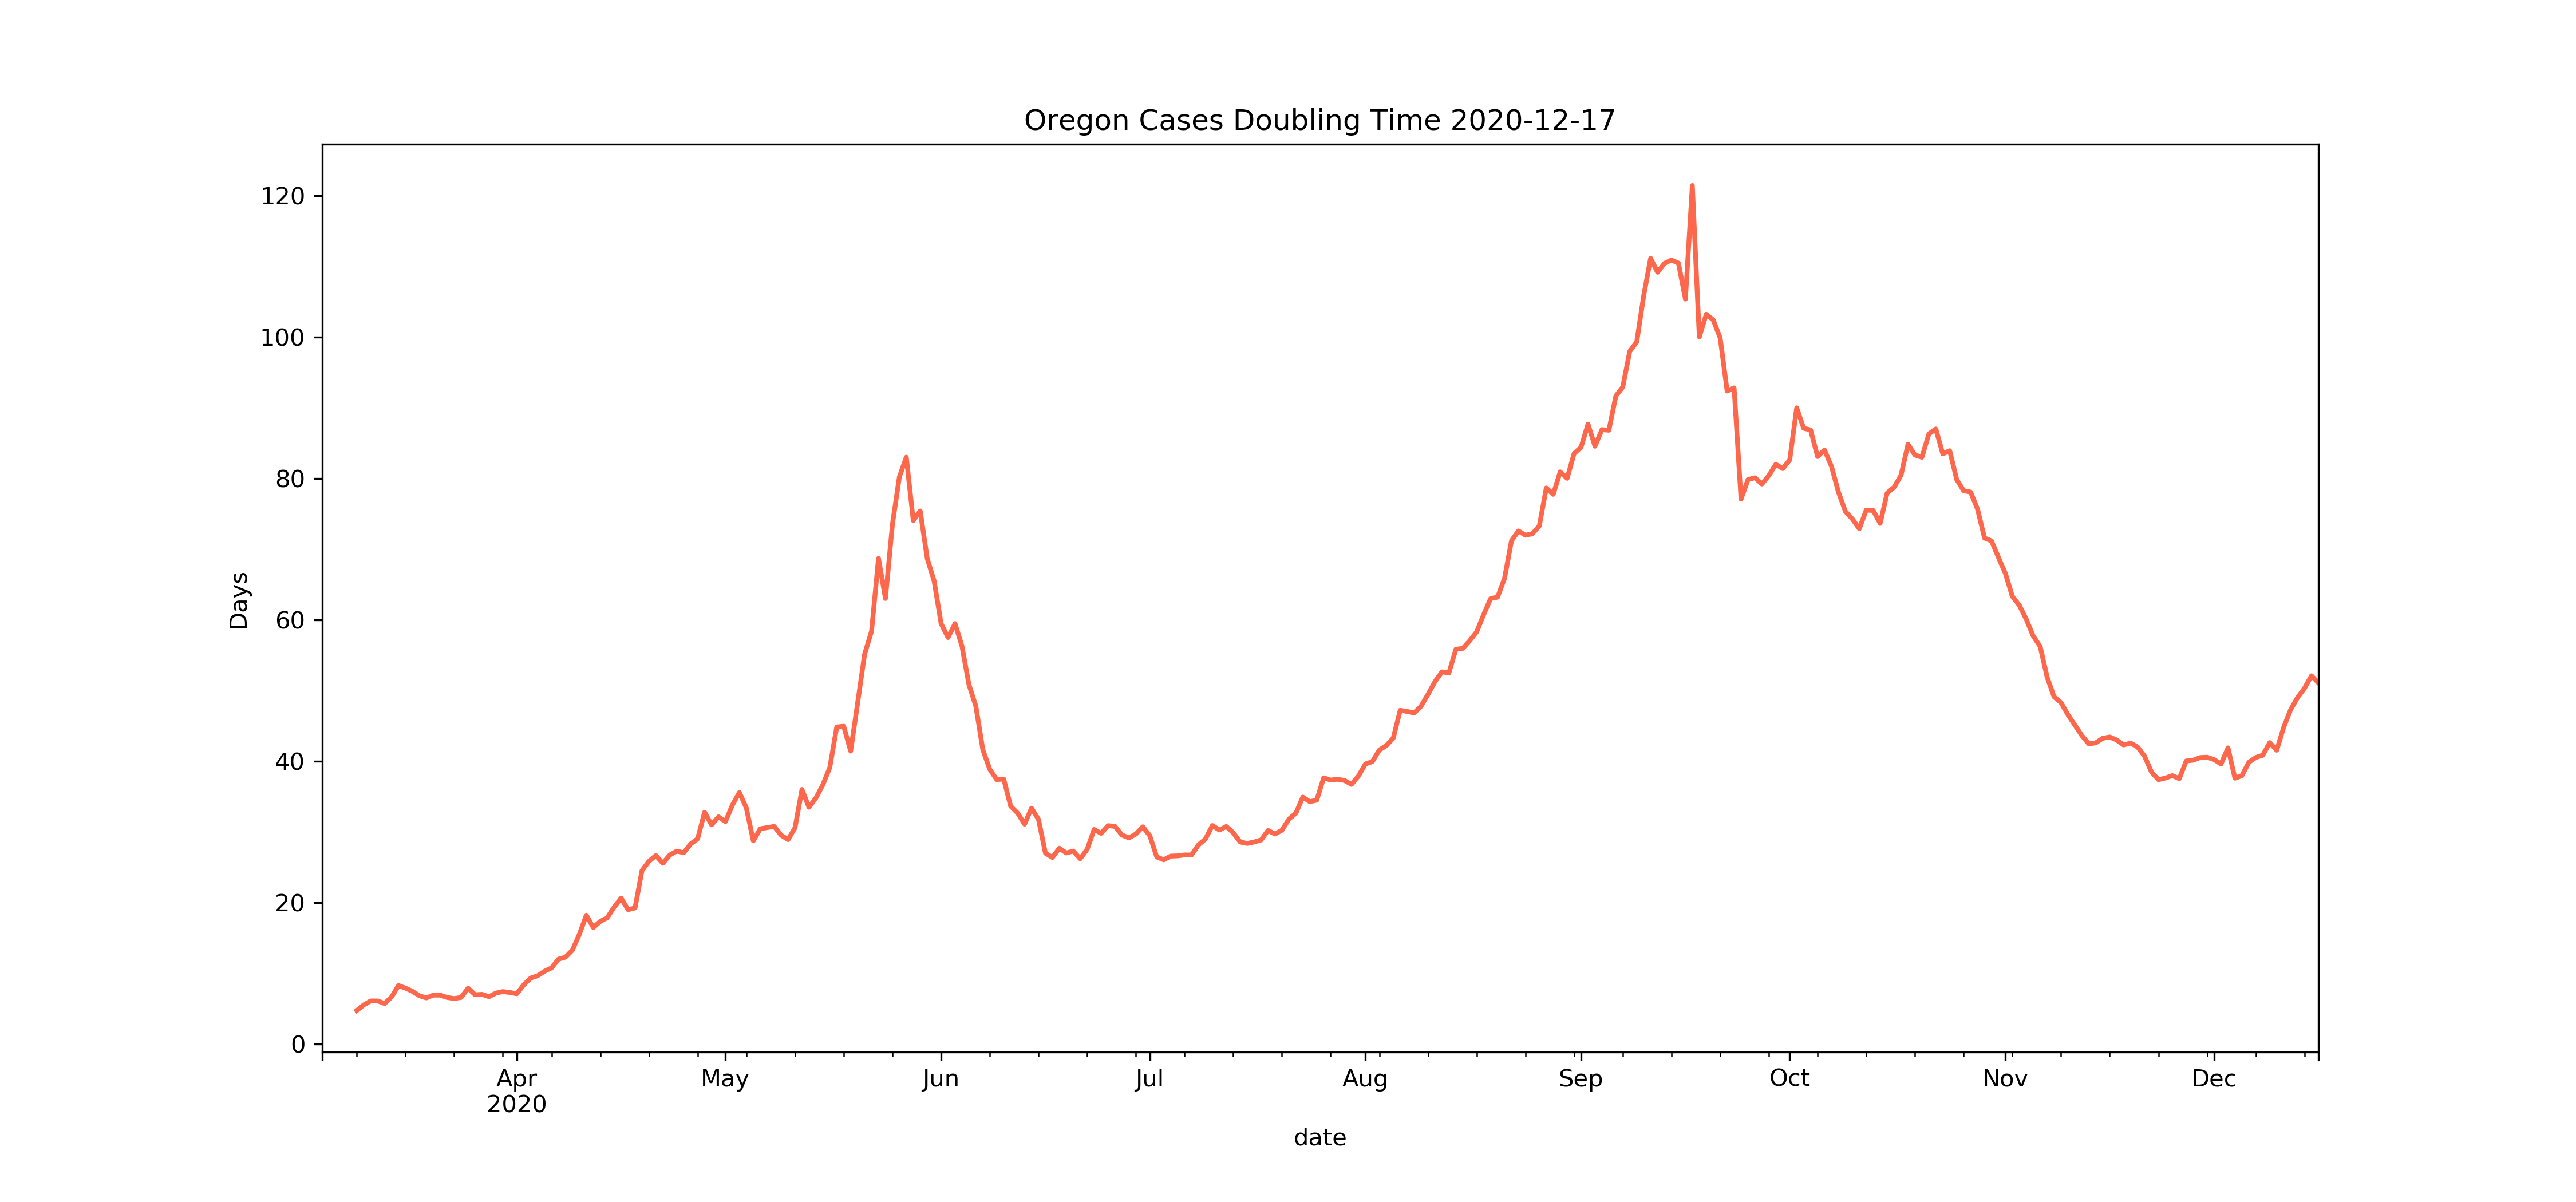 Oregon Cases Doubling Time 2020-12-17
120
100
80
60
40
20
0
Days
Apr May Jun Jul Aug Sep Oct Nov Dec
2020
date